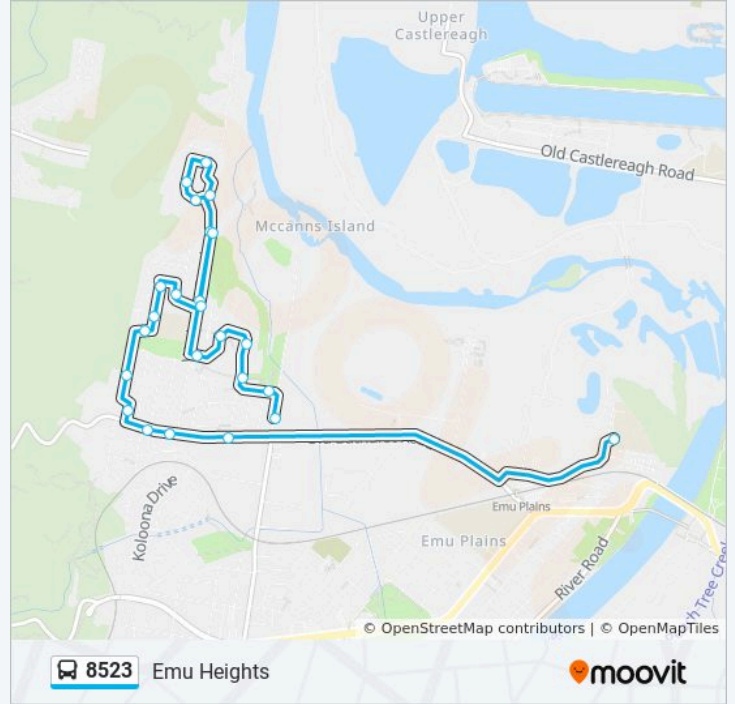 Upper
Castlereagh
Old Castlereagh Road
Mccanns Island
Koloona Drive
Emu Plains
Emu Plains
River Road
© OpenStreetMap contributors | © OpenMapTiles
8523 Emu Heights
moovit